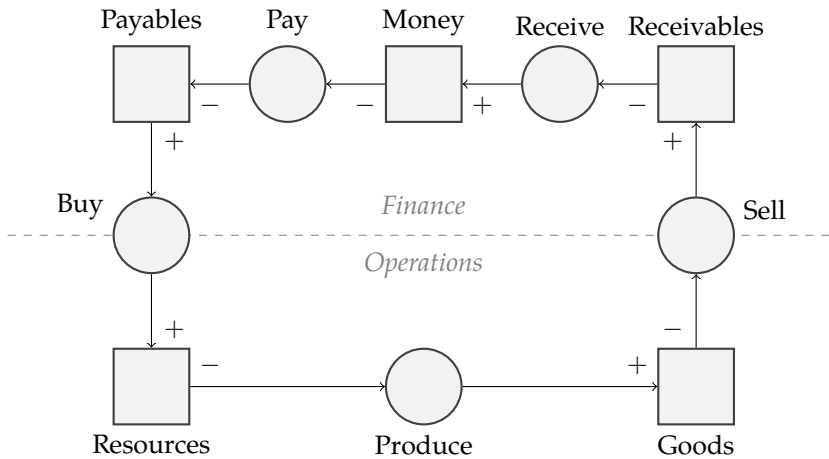 Payables Pay Money Receive Receivables
− − + −
+ +
Buy Finance Sell
Operations
+ −
− +
Resources Produce Goods